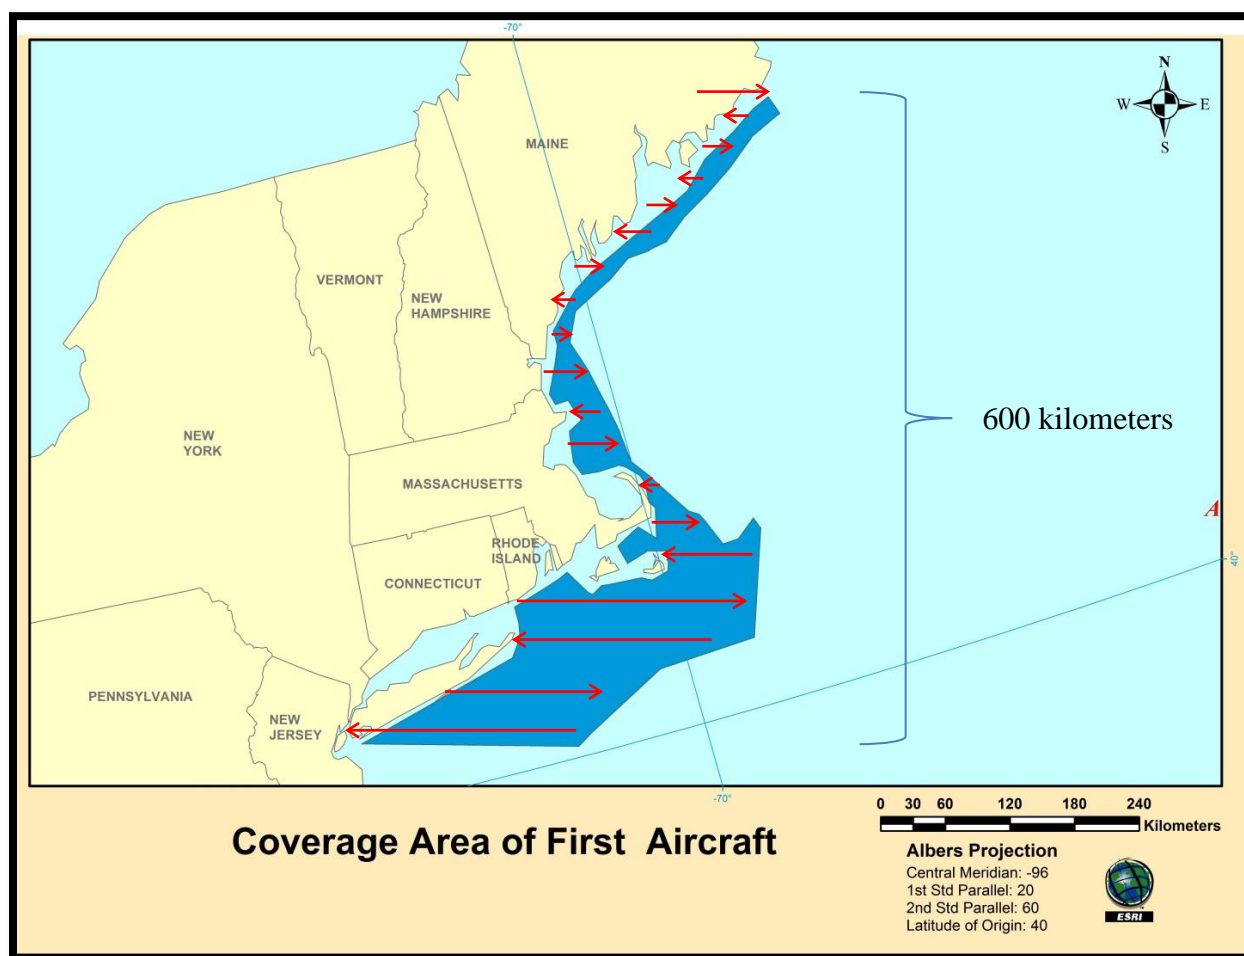 -70°
N
W E
S
MAINE
VERMONT
NEW
HAMPSHIRE
600 kilometers
NEW
YORK
MASSACHUSETTS
A
RHODE
ISLAND
CONNECTICUT
40°
PENNSYLVANIA
NEW
JERSEY
-70°
0 30 60 120 180 240
Kilometers
Coverage Area of First Aircraft
Albers Projection
Central Meridian: -96
1st Std Parallel: 20
2nd Std Parallel: 60
Latitude of Origin: 40
ESRI